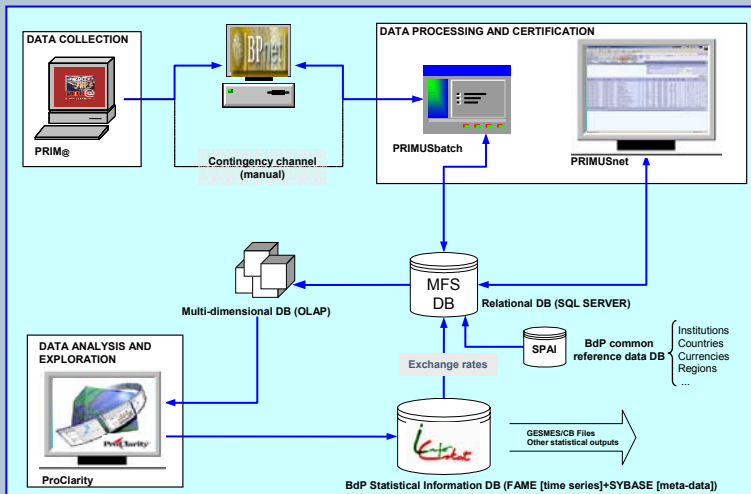 DATA COLLECTION
PRIM@
BPnet
Contingency channel
(manual)
DATA PROCESSING AND CERTIFICATION
PRIMUSbatch
PRIMUSnet
MFS
DB
Relational DB (SQL SERVER)
Multi-dimensional DB (OLAP)
SPAI
BdP common
reference data DB
Institutions
Countries
Currencies
Regions
...
Exchange rates
DATA ANALYSIS AND
EXPLORATION
ProClarity
ProClarity
GESMES/CB Files
Other statistical outputs
BdP Statistical Information DB (FAME [time series]+SYBASE [meta-data])